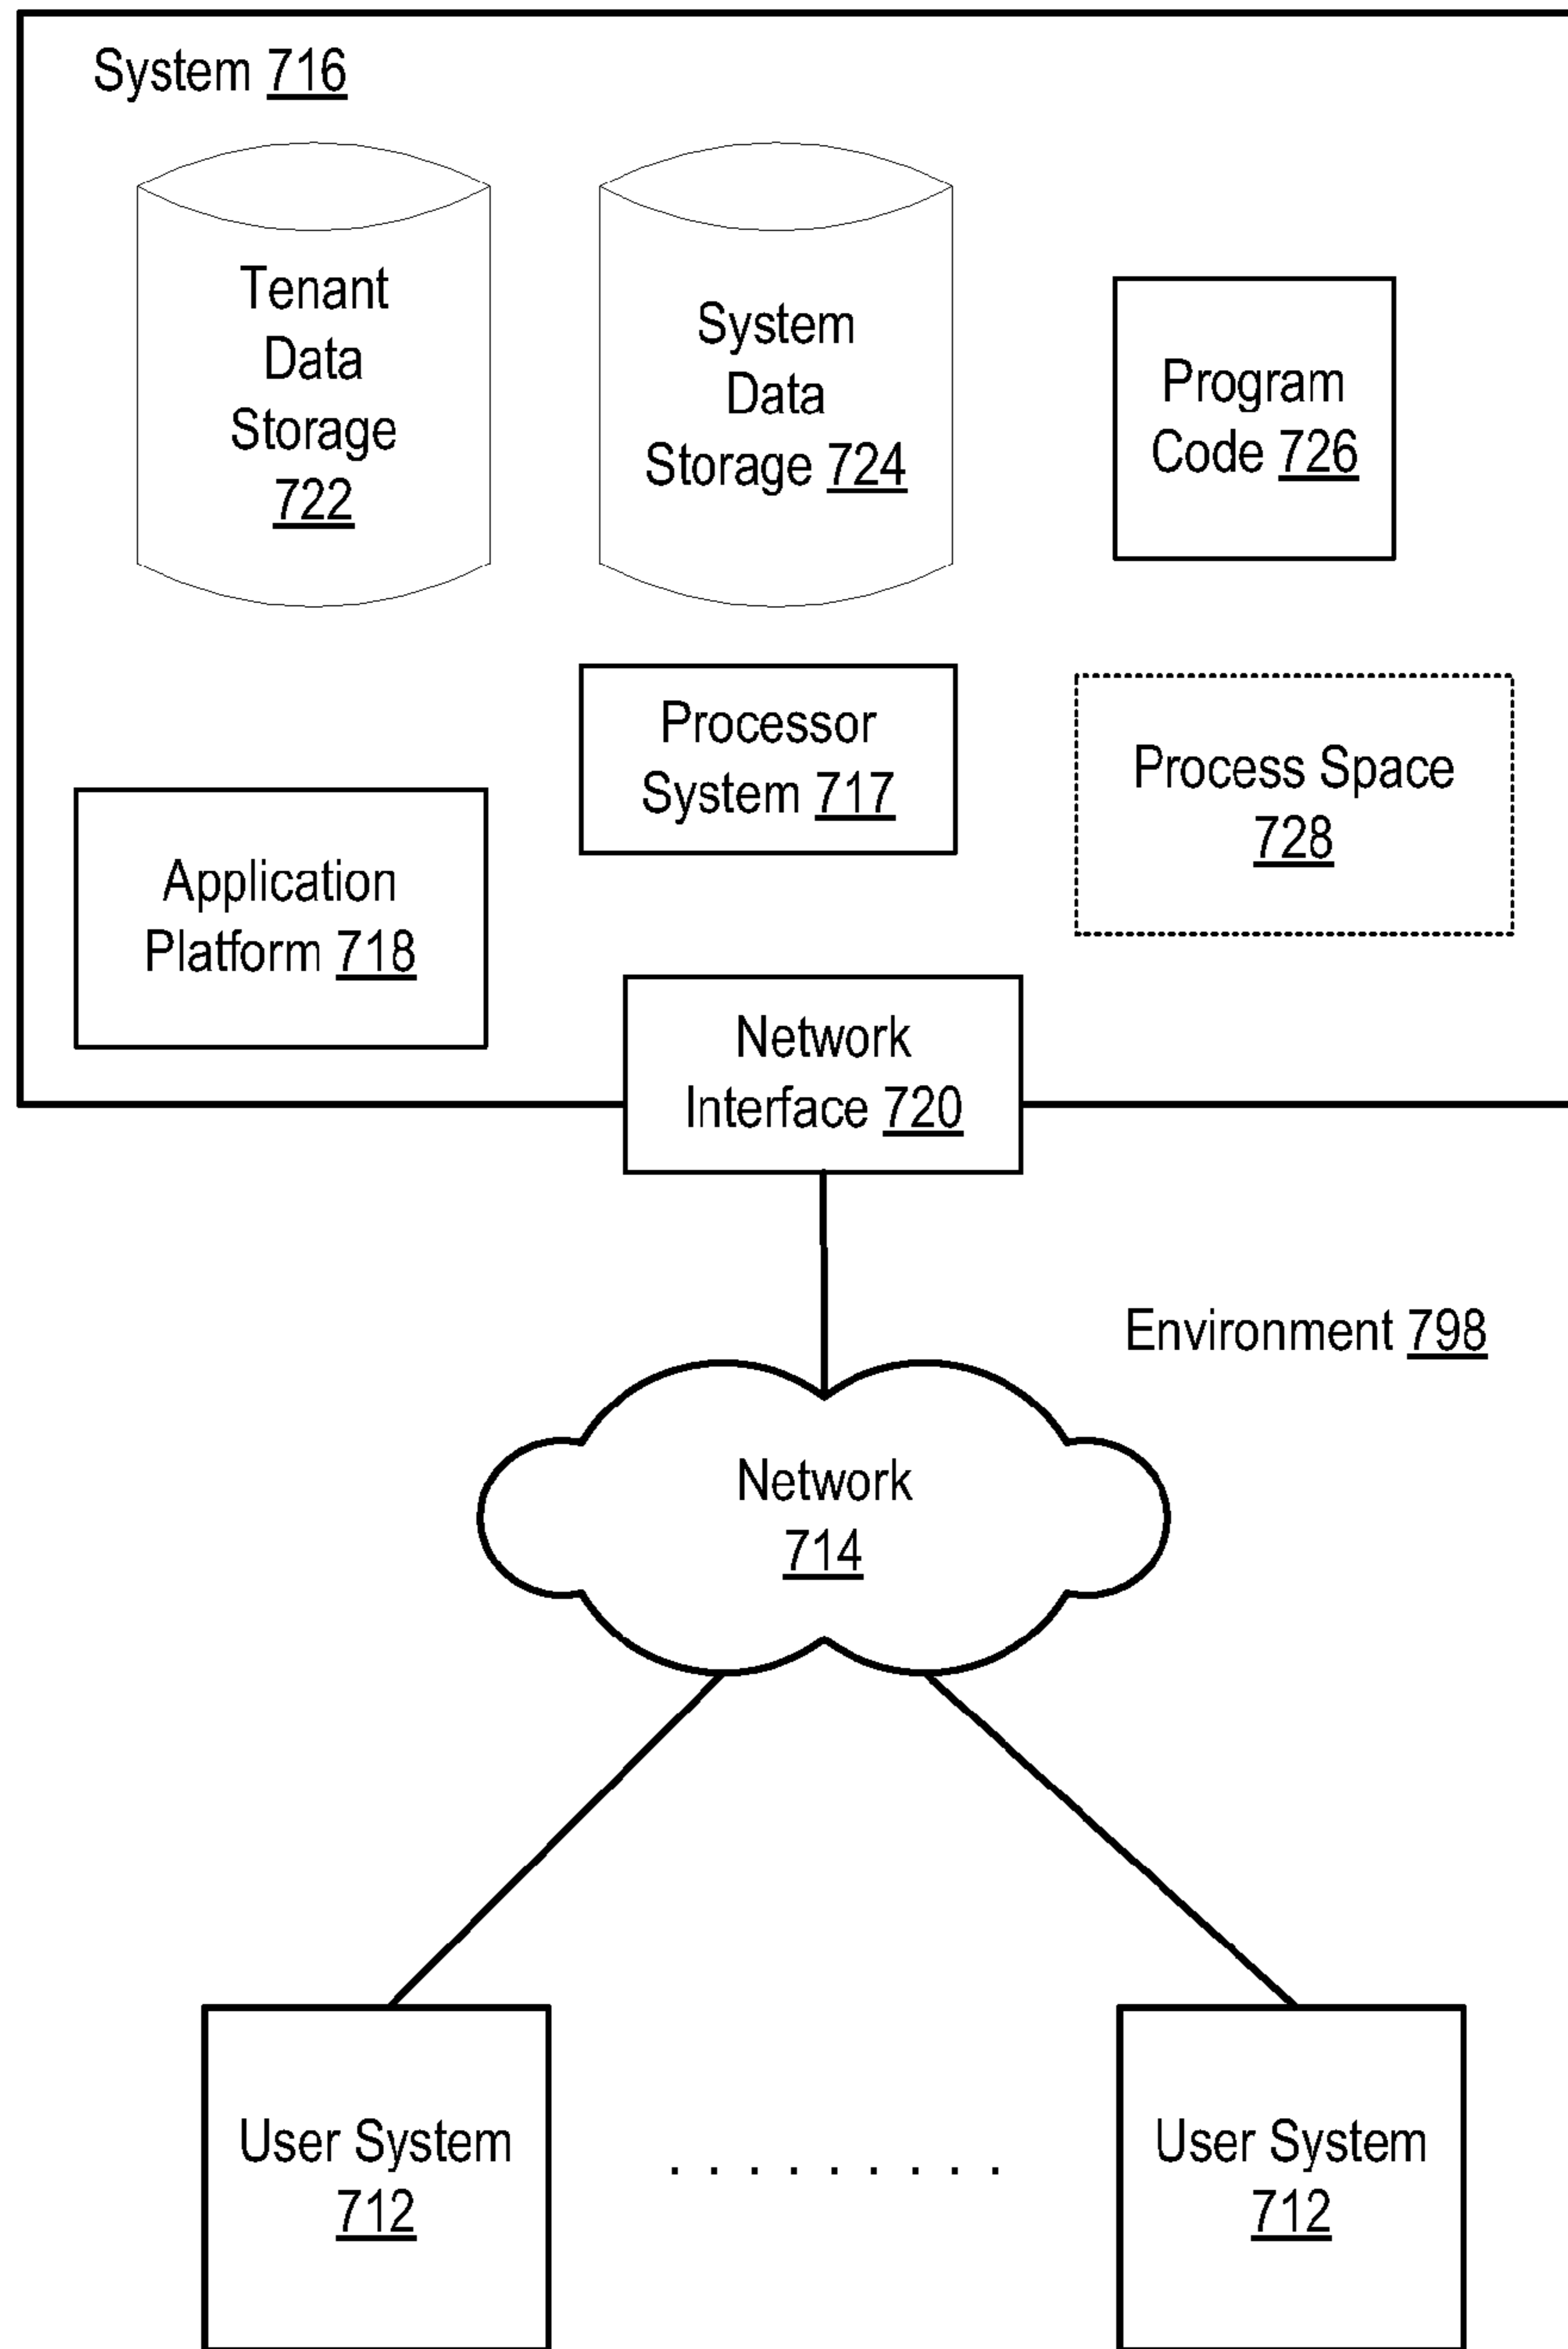 System 716
Tenant
Data
Storage
722
System
Data
Storage 724
Program
Code 726
Processor
System 717
Process Space
728
Application
Platform 718
Network
Interface 720
Environment 798
Network
714
User System
712
. . . . . . . . .
User System
712